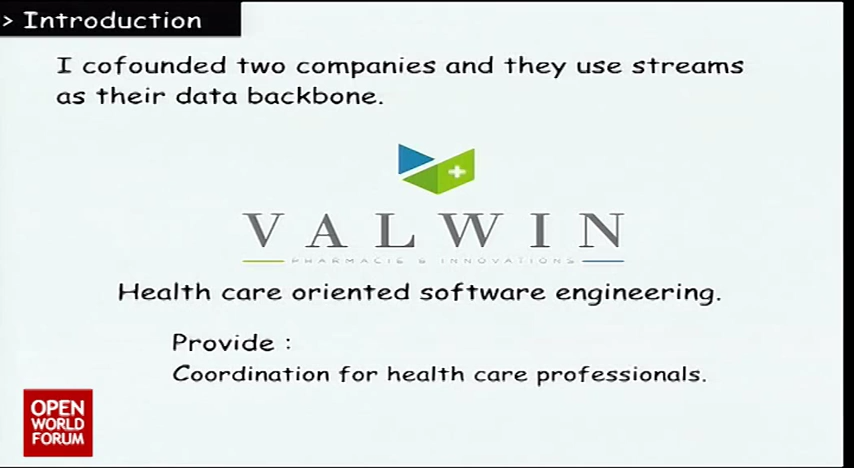 > Introduction
I cofounded two companies and they use streams
as their data backbone.
VALWIN
PHARMACIE & INNOVATIONS
Health care oriented software engineering.
Provide :
Coordination for health care professionals.
OPEN
WORLD
FORUM